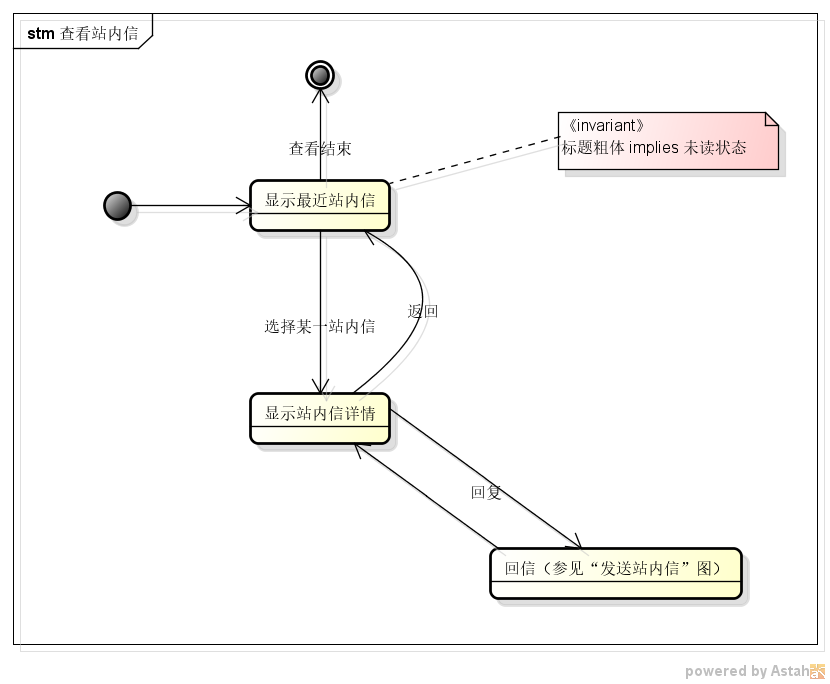 stm 查看站内信
查看结束
《invariant》
标题粗体 implies 未读状态
显示最近站内信
返回
选择某一站内信
显示站内信详情
回复
回信（参见“发送站内信”图）
powered by Astah